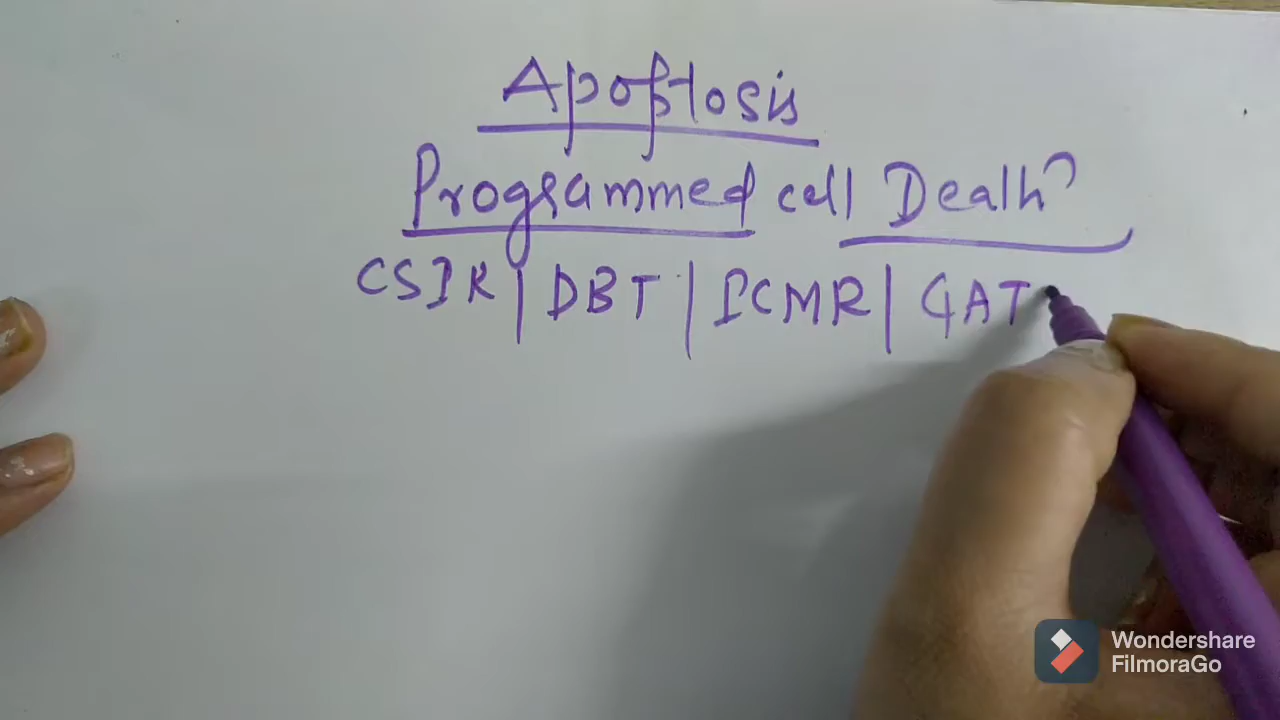 Apoptosis
Programmed cell Death?
CSIR | DBT | ICMR | GAT
Wondershare
FilmoraGo